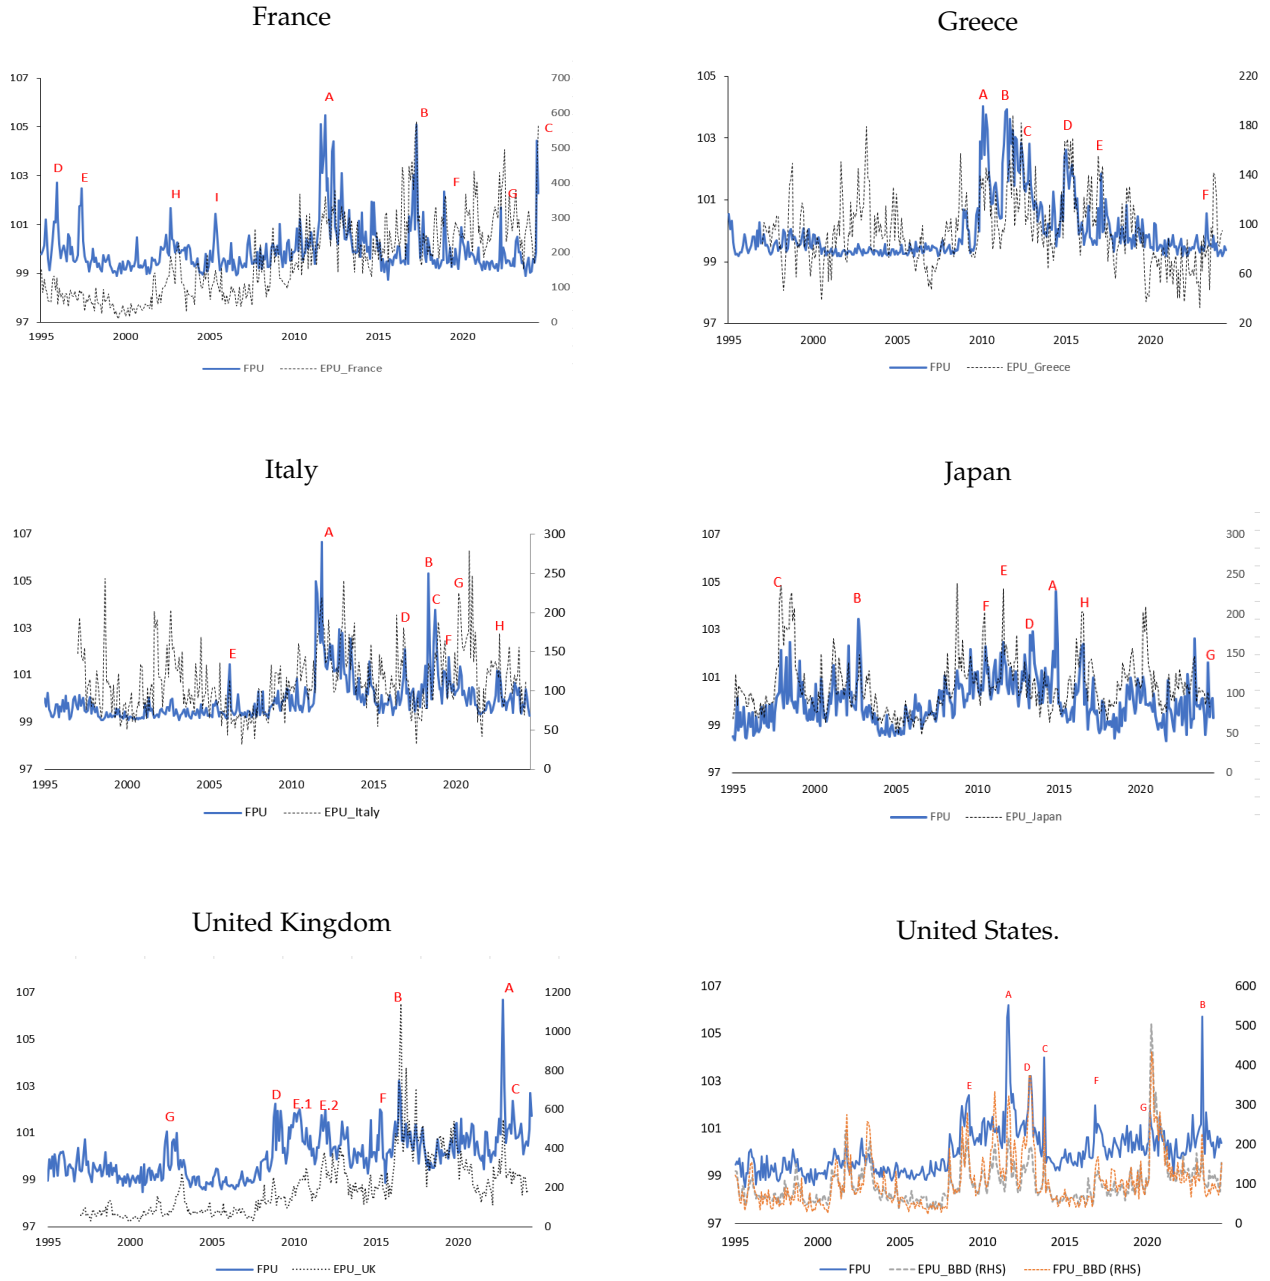 France
Greece
107
105
103
101
99
97
700
600
500
400
300
200
100
0
A
B
C
D
E
H
I
F
G
1995 2000 2005 2010 2015 2020
FPU EPU_France
105
103
101
99
97
220
180
140
100
60
20
A
B
C
D
E
F
1995 2000 2005 2010 2015 2020
FPU EPU_Greece
Italy
Japan
107
105
103
101
99
97
300
250
200
150
100
50
0
A
B
G
C
D
H
F
E
1995 2000 2005 2010 2015 2020
FPU EPU_Italy
107
105
103
101
99
97
300
250
200
150
100
50
0
E
C
A
B
F
H
D
G
1995 2000 2005 2010 2015 2020
FPU EPU_Japan
United Kingdom
United States.
107
105
103
101
99
97
1200
1000
800
600
400
200
0
A
B
C
D
E.1 E.2
F
G
1995 2000 2005 2010 2015 2020
FPU EPU_UK
107
105
103
101
99
97
600
500
400
300
200
100
0
A
B
C
D
E
F
G
1995 2000 2005 2010 2015 2020
FPU EPU_BBD (RHS) FPU_BBD (RHS)